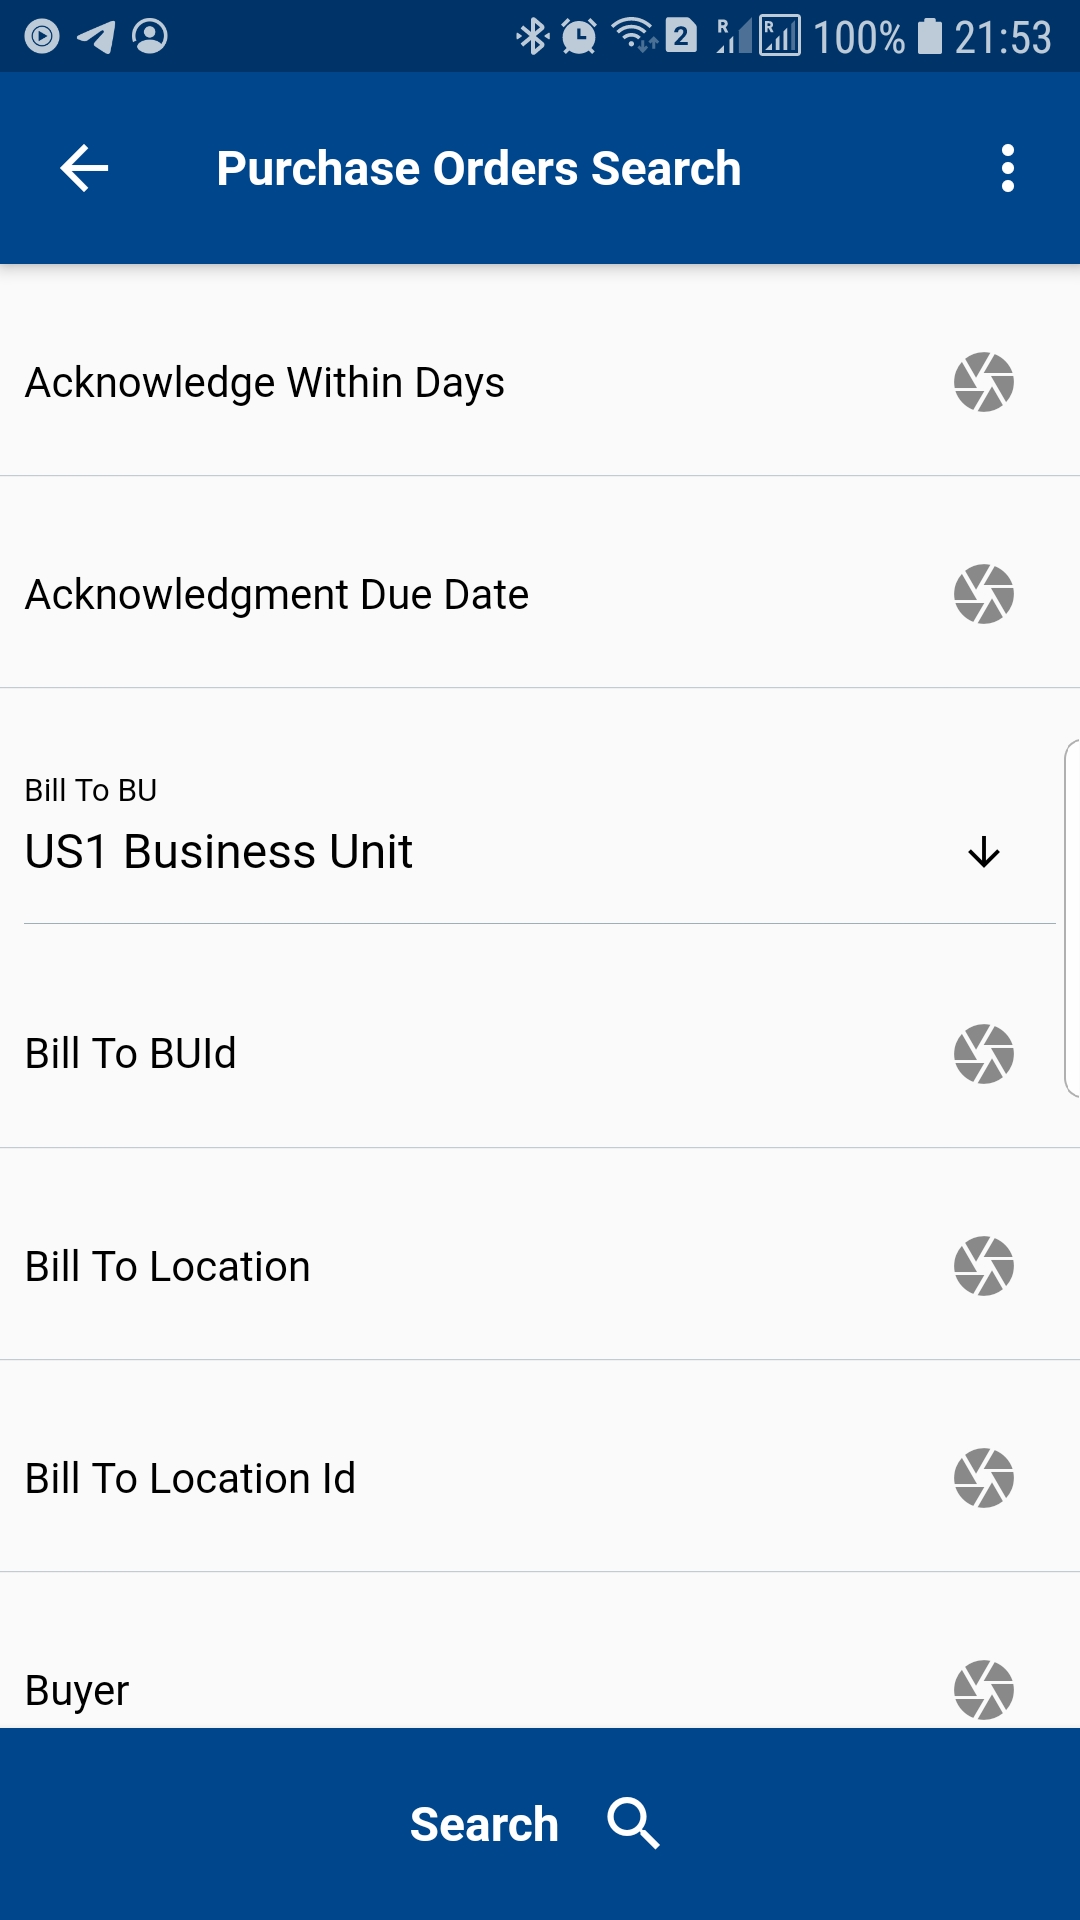 2 R R 100% 21:53
Purchase Orders Search
Acknowledge Within Days
Acknowledgment Due Date
Bill To BU
US1 Business Unit
Bill To BUId
Bill To Location
Bill To Location Id
Buyer
Search